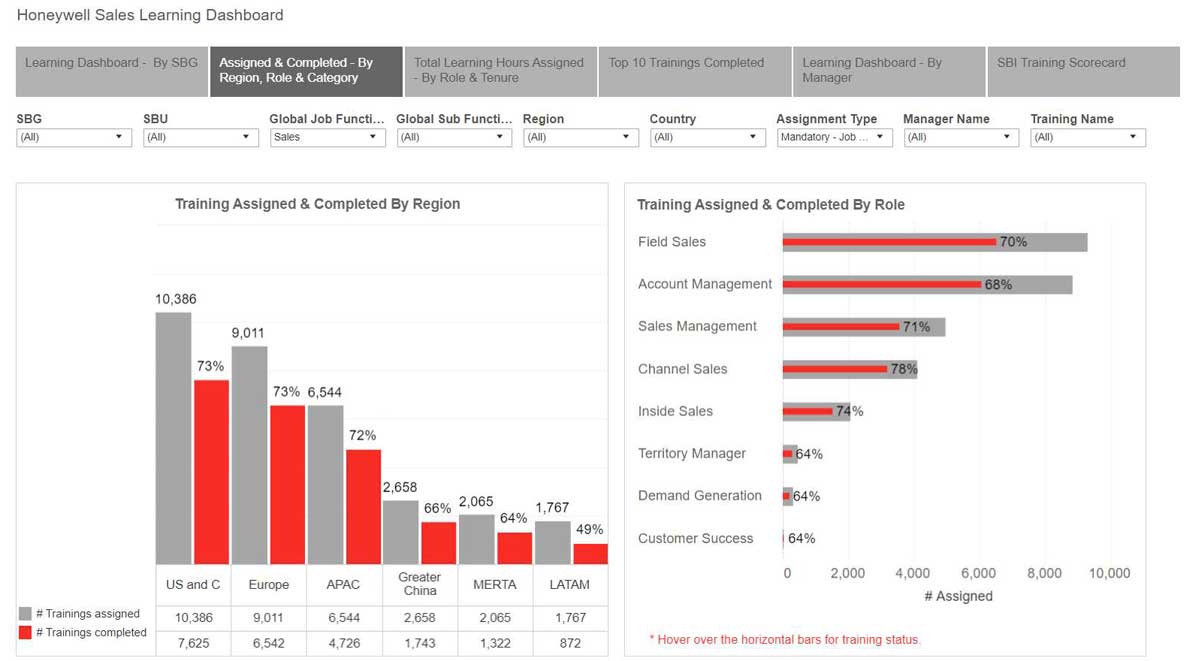 Honeywell Sales Learning Dashboard
Learning Dashboard - By SBG
Assigned & Completed - By
Region, Role & Category
Total Learning Hours Assigned
- By Role & Tenure
Top 10 Trainings Completed
Learning Dashboard - By
Manager
SBI Training Scorecard
SBG
(All)
SBU
(All)
Global Job Functi...
Sales
Global Sub Functi...
(All)
Region
(All)
Country
(All)
Assignment Type
Mandatory - Job ...
Manager Name
(All)
Training Name
(All)
Training Assigned & Completed By Region
10,386
73%
9,011
73%
6,544
72%
2,658
66%
2,065
64%
1,767
49%
US and C
Europe
APAC
Greater
China
MERTA
LATAM
# Trainings assigned
10,386
9,011
6,544
2,658
2,065
1,767
# Trainings completed
7,625
6,542
4,726
1,743
1,322
872
Training Assigned & Completed By Role
Field Sales
70%
Account Management
68%
Sales Management
71%
Channel Sales
78%
Inside Sales
74%
Territory Manager
64%
Demand Generation
64%
Customer Success
64%
0
2,000
4,000
6,000
8,000
10,000
# Assigned
* Hover over the horizontal bars for training status.